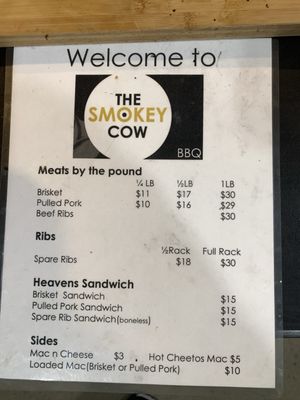 Welcome to
THE
SMOKEY
COW
BBQ
Meats by the pound
¼ LB ½LB 1LB
Brisket $11 $17 $30
Pulled Pork $10 $16 $29
Beef Ribs $30
Ribs
½Rack Full Rack
Spare Ribs $18 $30
Heavens Sandwich
Brisket Sandwich $15
Pulled Pork Sandwich $15
Spare Rib Sandwich(boneless) $15
Sides
Mac n Cheese $3 , Hot Cheetos Mac $5
Loaded Mac(Brisket or Pulled Pork) $10